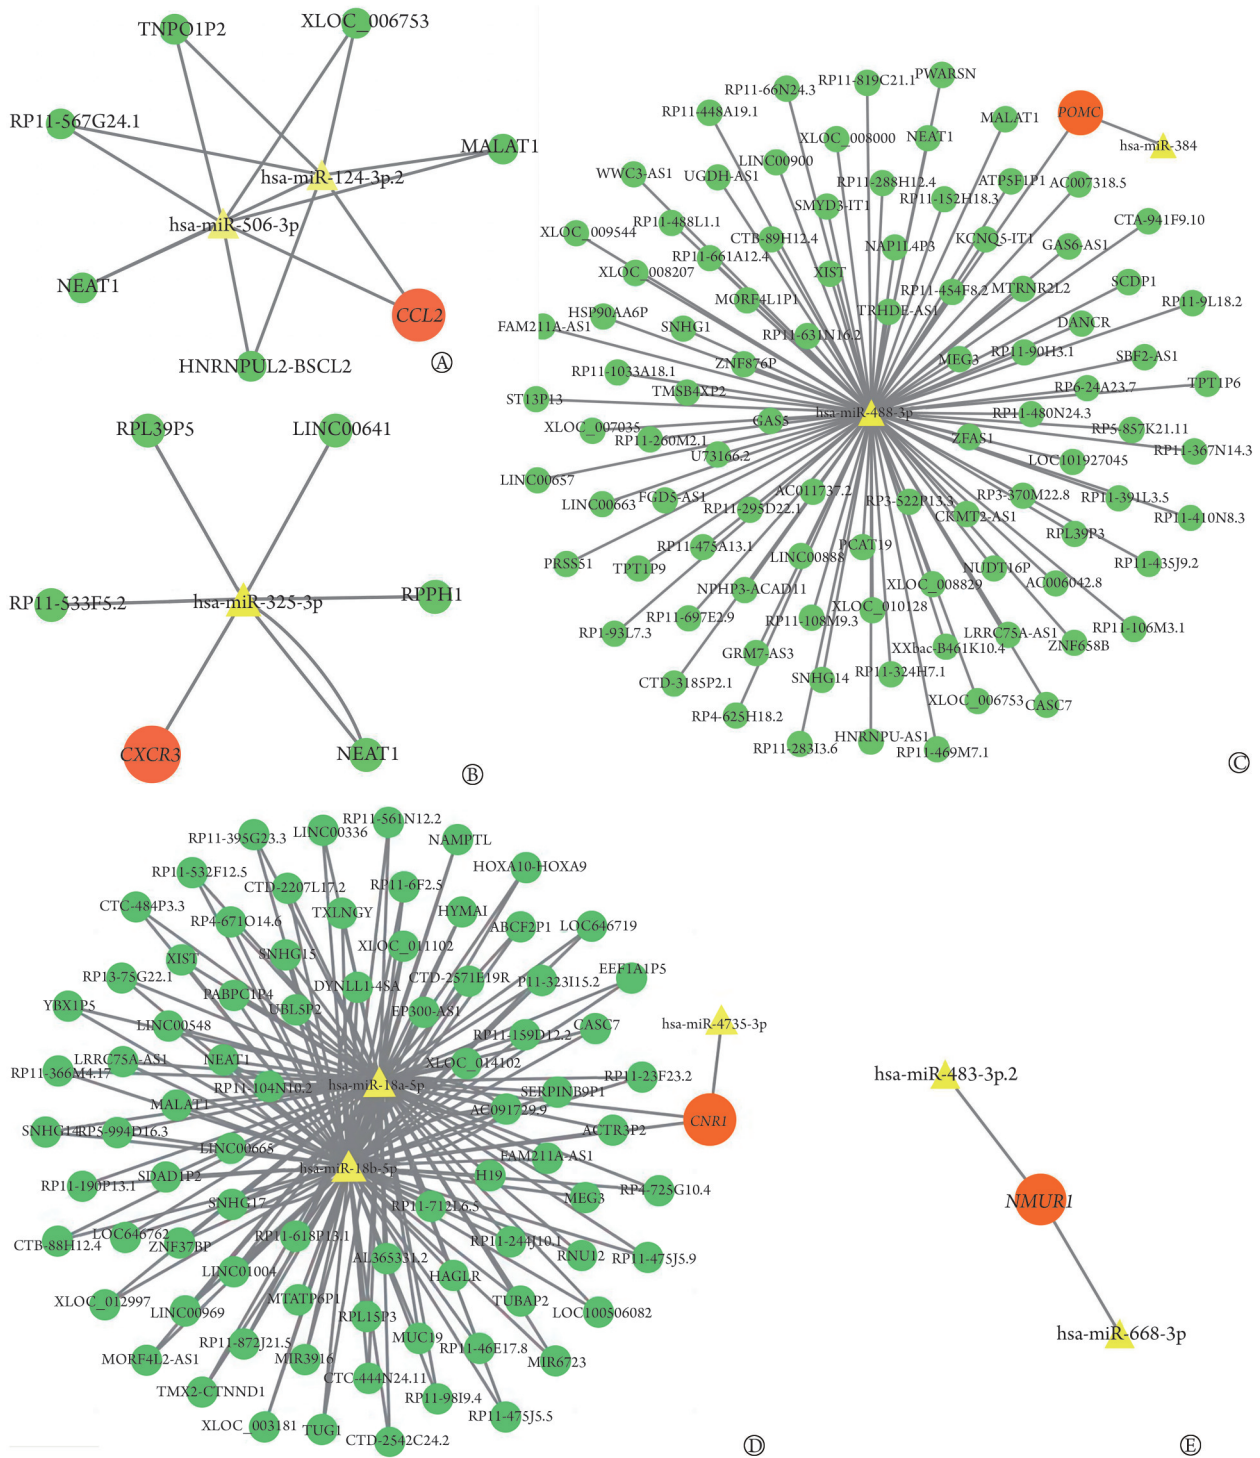 TNPO1P2
XLOC_006753
RP11-567G24.1
MALAT1
hsa-miR-124-3p.2
hsa-miR-506-3p
NEAT1
CCL2
HNRNPUL2-BSCL2
A
RPL39P5
LINC00641
RP11-533F5.2
hsa-miR-325-3p
RPPH1
CXCR3
NEAT1
B
PWARSN
RP11-819C21.1
RP11-66N24.3
RP11-448A19.1
POMC
MALAT1
XLOC_008000
NEAT1
hsa-miR-384
LINC00900
WWC3-AS1
UGDH-AS1
RP11-288H12.4
ATP5F1P1
AC007318.5
RP11-152H18.3
SMYD3-IT1
RP11-488L1.1
CTA-941F9.10
XLOC_009544
CTB-89H12.4
NAP1L4P3
KCNQ5-IT1
GAS6-AS1
RP11-661A12.4
XLOC_008207
XIST
SCDP1
RP11-454F8.2
MTRNR2L2
MORF4L1P1
RP11-9L18.2
HSP90AA6P
TRHDE-AS1
FAM211A-AS1
SNHG1
RP11-631N16.2
DANCR
ZNF876P
MEG3
RP11-90H3.1
SBF2-AS1
RP11-1033A18.1
TMSB4XP2
RP6-24A23.7
TPT1P6
ST13P13
hsa-miR-488-3p
RP11-480N24.3
GAS5
XLOC_007035
RP11-260M2.1
ZFAS1
RP5-857K21.11
RP11-367N14.3
U73166.2
LOC101927045
LINC00657
AC011737.2
FGD5-AS1
RP3-522P13.3
RP3-370M22.8
RP11-391L3.5
LINC00663
RP11-295D22.1
CKMT2-AS1
RP11-410N8.3
RPL39P3
RP11-475A13.1
PCAT19
LINC00888
PRSS51
TPT1P9
NUDT16P
RP11-435J9.2
NPHP3-ACAD11
XLOC_008829
AC006042.8
XLOC_010128
RP11-697E2.9
RP11-108M9.3
RP1-93L7.3
LRRC75A-AS1
RP11-106M3.1
XXbac-B461K10.4
ZNF658B
GRM7-AS3
RP11-324H7.1
CTD-3185P2.1
SNHG14
XLOC_006753
CASC7
RP4-625H18.2
HNRNPU-AS1
RP11-283I3.6
RP11-469M7.1
C
RP11-561N12.2
LINC00336
RP11-395G23.3
NAMPTL
HOXA10-HOXA9
RP11-532F12.5
CTD-2207L17.2
RP11-6F2.5
CTC-484P3.3
TXLNGY
HYMAI
RP4-671O14.6
ABCF2P1
LOC646719
XLOC_011102
SNHG15
XIST
EEF1A1P5
RP13-75G22.1
DYNLL1-4SA
CTD-2571E19R
P11-323I15.2
PABPC1P4
YBX1P5
UBL5P2
EP300-AS1
LINC00548
RP11-159D12.2
CASC7
hsa-miR-4735-3p
LRRC75A-AS1
NEAT1
XLOC_014102
RP11-366M4.17
RP11-104N10.2
hsa-miR-18a-5p
RP11-23F23.2
SERPINB9P1
MALAT1
AC091729.9
CNR1
SNHG14
RP5-994D16.3
ACTR3P2
LINC00665
FAM211A-AS1
hsa-miR-18b-5p
SDAD1P2
H19
RP11-190P13.1
RP4-725G10.4
MEG3
SNHG17
RP11-712L6.5
LOC646762
RP11-618P13.1
CTB-88H12.4
ZNF37BP
RP11-244J10.1
AL365331.2
RNU12
RP11-475J5.9
LINC01004
HAGLR
XLOC_012997
MTATP6P1
TUBAP2
LINC00969
RPL15P3
LOC100506082
MUC19
RP11-872J21.5
RP11-46E17.8
MORF4L2-AS1
MIR3916
MIR6723
CTC-444N24.11
TMX2-CTNND1
RP11-98I9.4
RP11-475J5.5
XLOC_003181
TUG1
CTD-2542C24.2
D
hsa-miR-483-3p.2
NMUR1
hsa-miR-668-3p
E